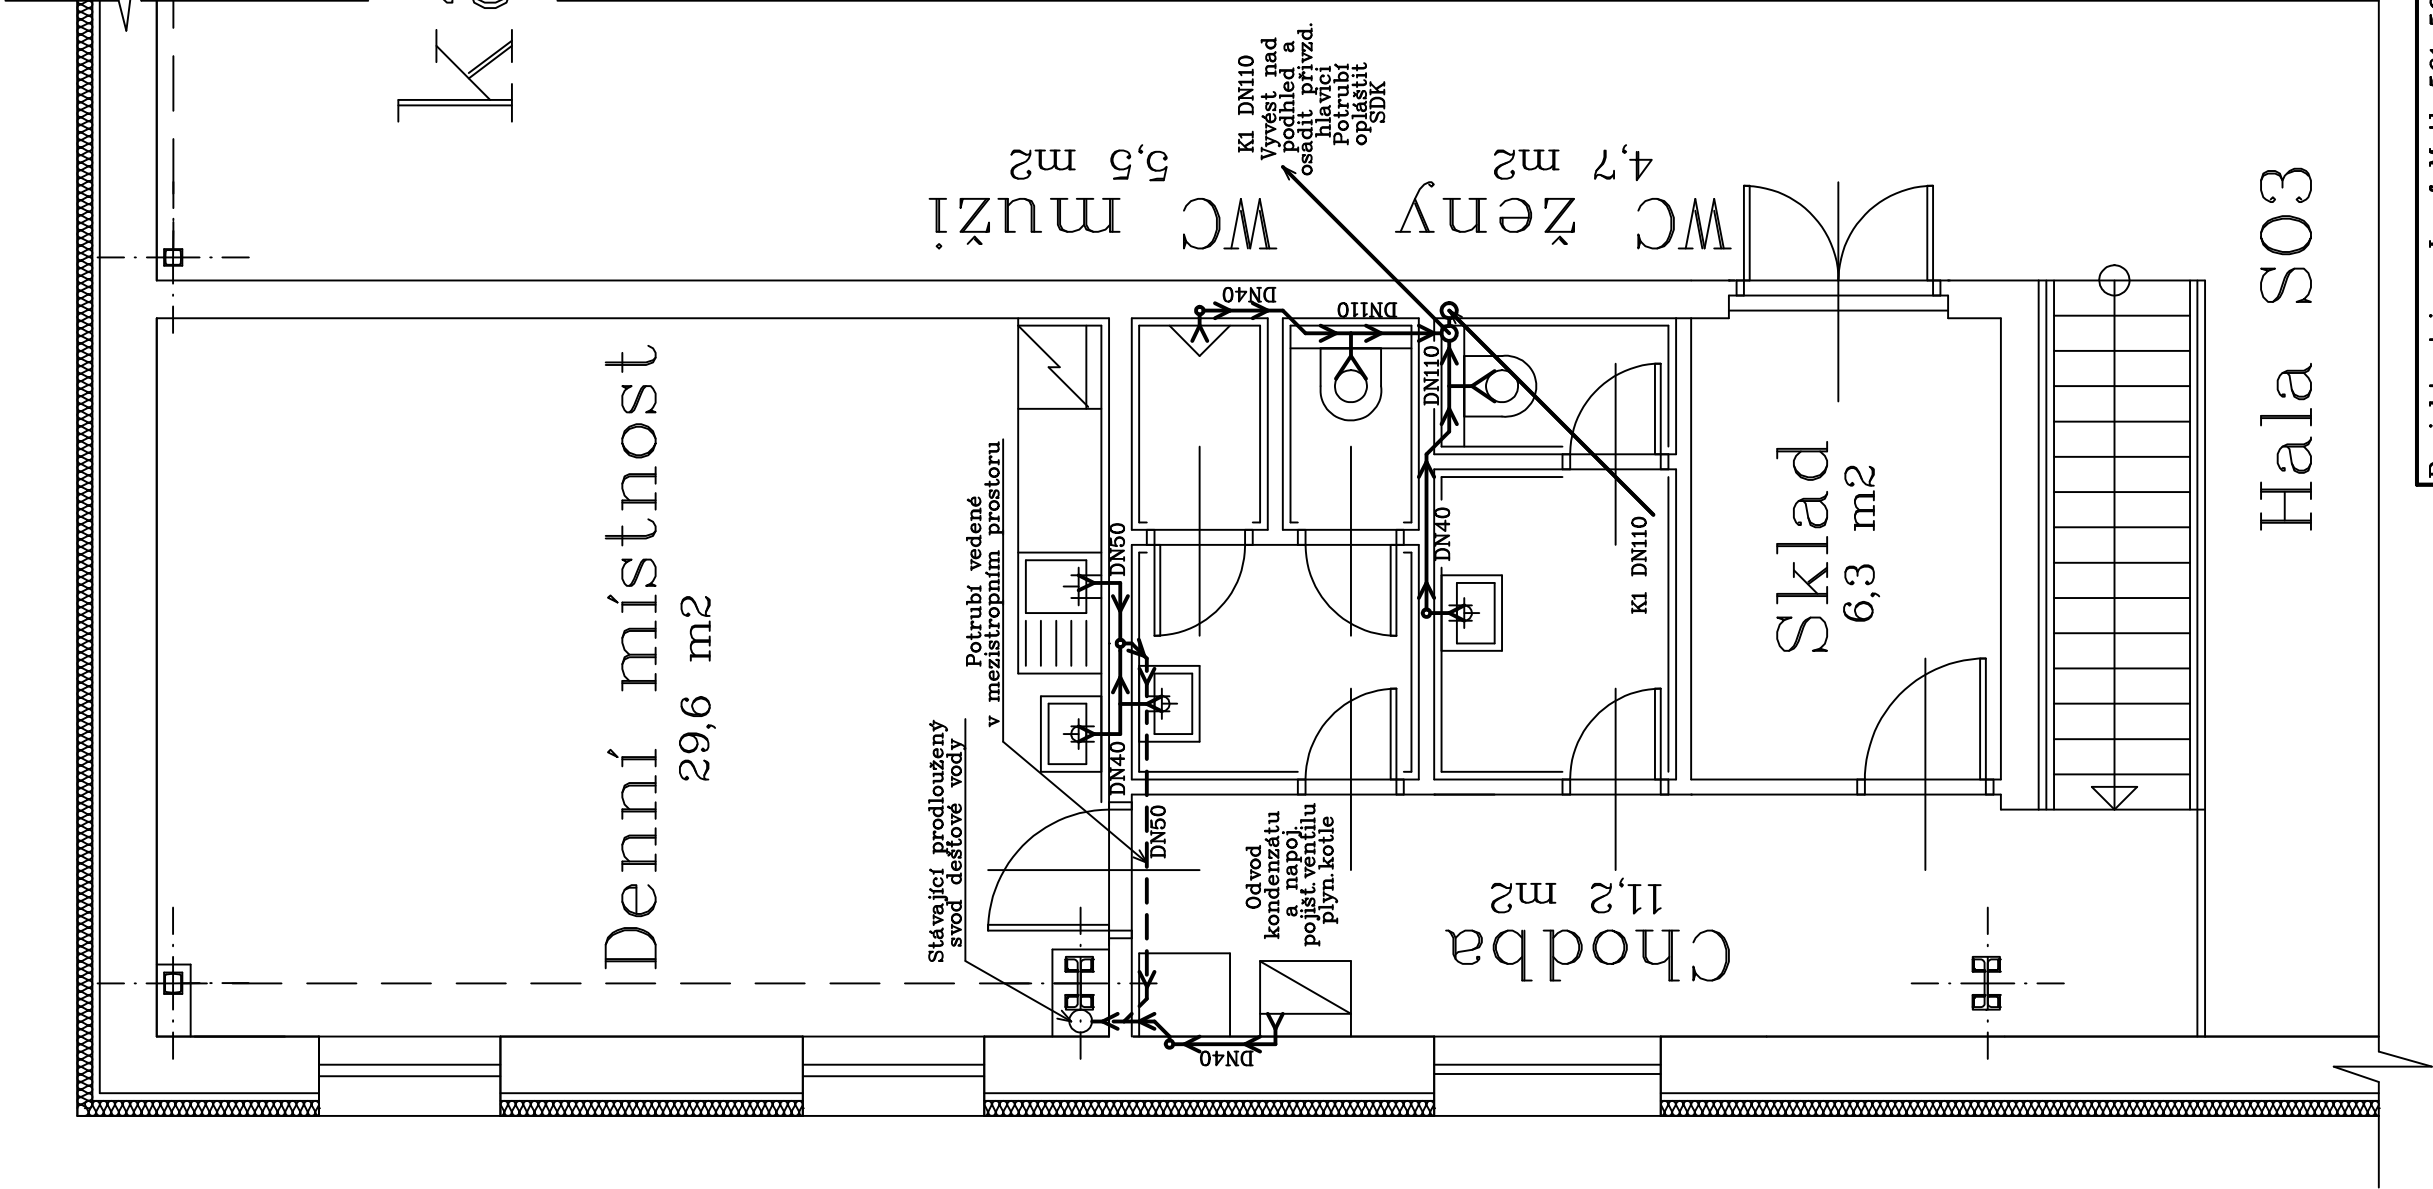 K1 DN110
Vyvést nad
podhled a
osadit přivzd.
hlavici
Potrubí
opláštit
SDK
WC muži
5,5 m2
WC ženy
4,7 m2
DN40
DN110
DN110
Denní místnost
29,6 m2
Potrubí vedené
v mezistropním prostoru
DN50
DN40
DN40
K1 DN110
Sklad
6,3 m2
Hala S03
Stávající prodloužený
svod dešťové vody
DN50
Odvod
kondenzátu
a napoj.
pojišt.ventilu
plyn.kotle
Chodba
11,2 m2
DN40